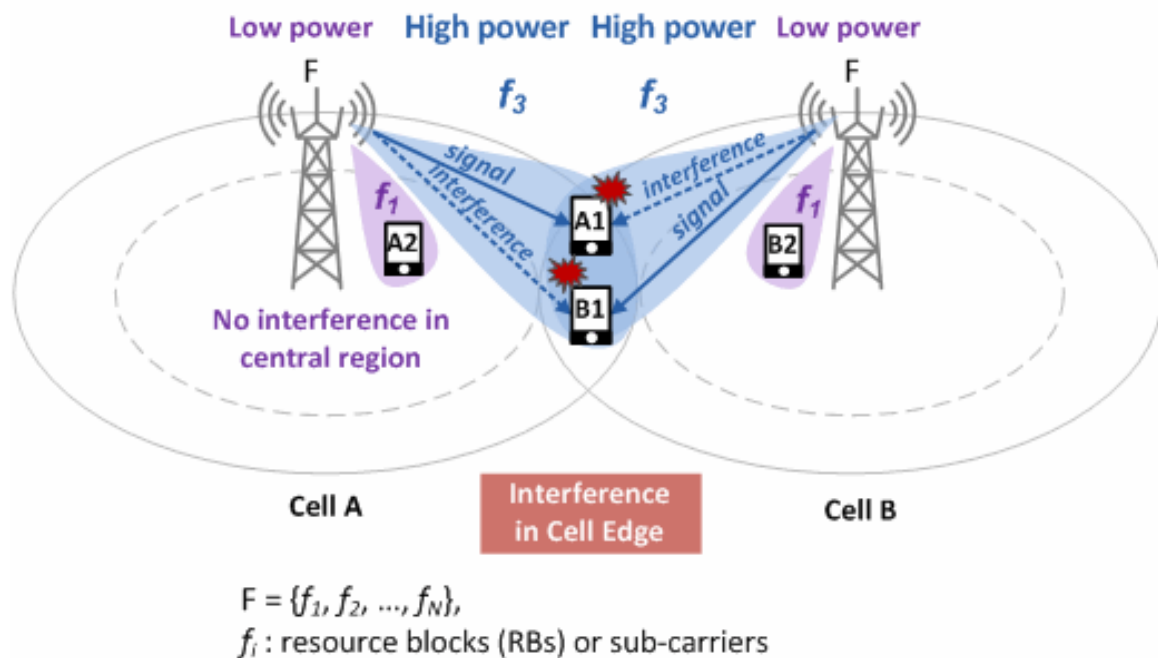 Low power
High power
High power
Low power
F
F
f3
f3
signal
interference
interference
signal
f1
f1
A1
A2
B2
B1
No interference in
central region
Cell A
Interference
in Cell Edge
Cell B
F = {f1, f2, ..., fN},
fi : resource blocks (RBs) or sub-carriers